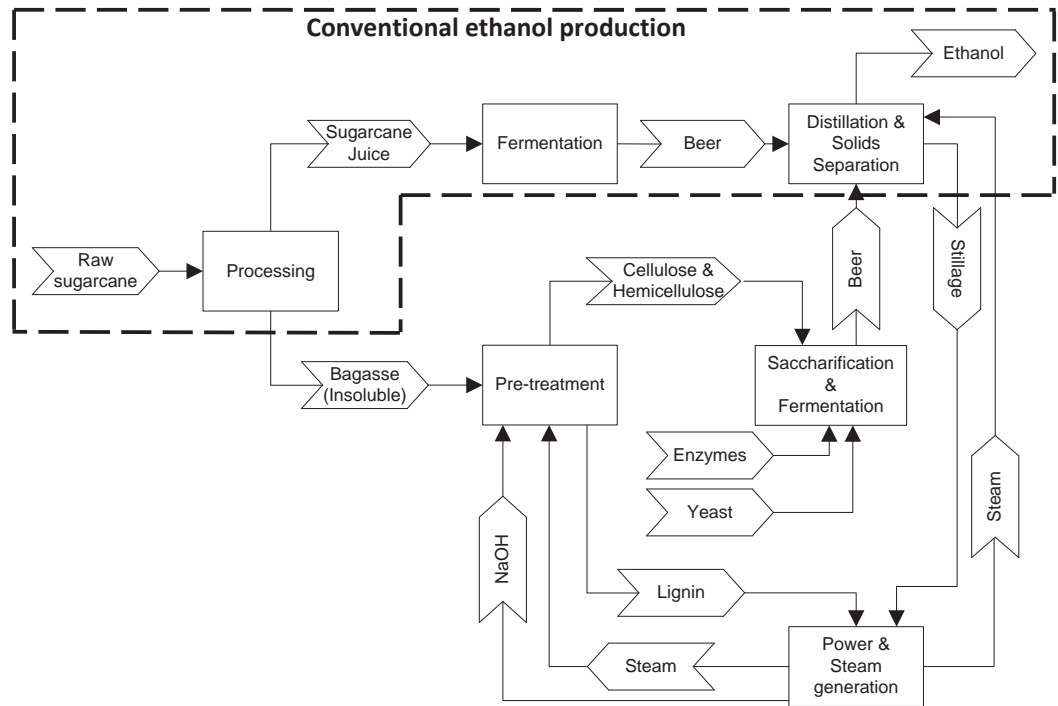 Conventional ethanol production
Ethanol
Sugarcane
Juice
Fermentation
Beer
Distillation &
Solids
Separation
Raw
sugarcane
Processing
Cellulose &
Hemicellulose
Beer
Stillage
Bagasse
(Insoluble)
Pre-treatment
Saccharification
&
Fermentation
Enzymes
Yeast
Steam
NaOH
Lignin
Steam
Power &
Steam
generation